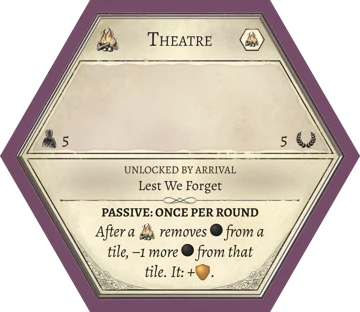 THEATRE
5 5
UNLOCKED BY ARRIVAL
Lest We Forget
PASSIVE: ONCE PER ROUND
After a removes from a
tile, –1 more from that
tile. It: + .